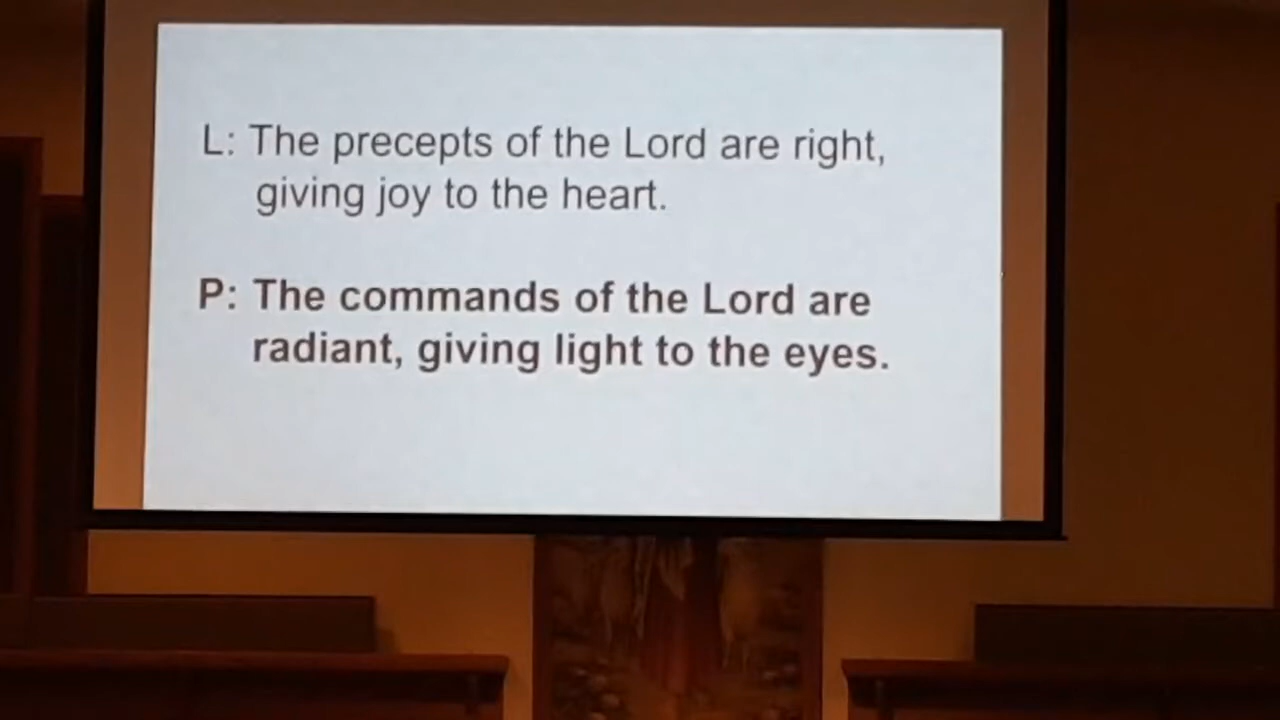 L: The precepts of the Lord are right,
giving joy to the heart.
P: The commands of the Lord are
radiant, giving light to the eyes.